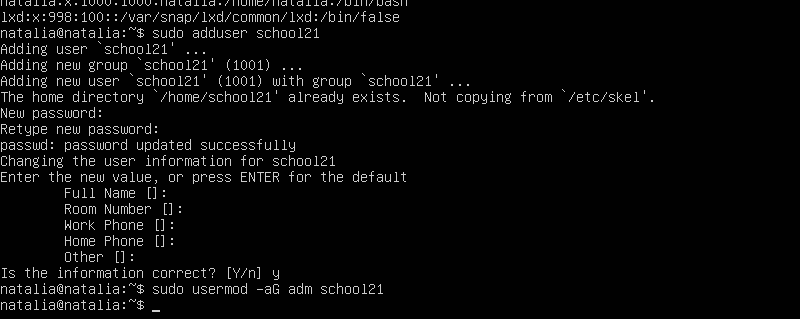 natalia:x:1000:1000:natalia:/home/natalia:/bin/bash
lxd:x:998:100::/var/snap/lxd/common/lxd:/bin/false
natalia@natalia:~$ sudo adduser school21
Adding user `school21' ...
Adding new group `school21' (1001) ...
Adding new user `school21' (1001) with group `school21' ...
The home directory `/home/school21' already exists.  Not copying from `/etc/skel'.
New password:
Retype new password:
passwd: password updated successfully
Changing the user information for school21
Enter the new value, or press ENTER for the default
        Full Name []:
        Room Number []:
        Work Phone []:
        Home Phone []:
        Other []:
Is the information correct? [Y/n] y
natalia@natalia:~$ sudo usermod -aG adm school21
natalia@natalia:~$ _